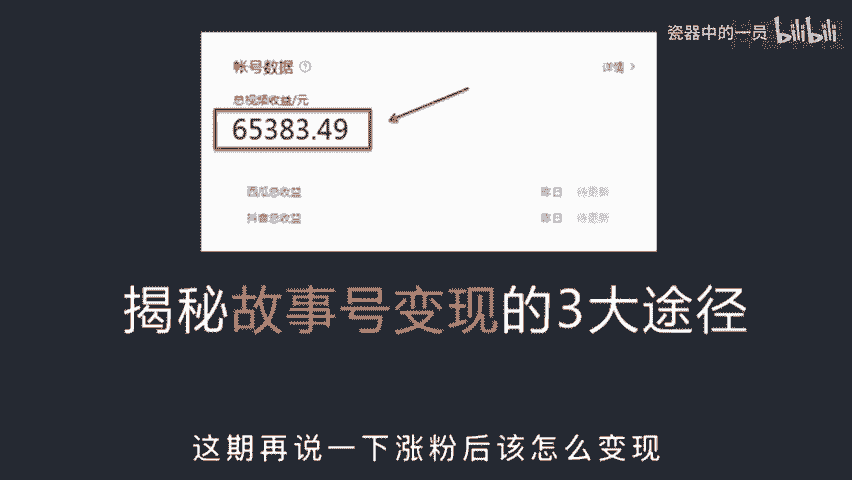 瓷器中的一员 bilibili
帐号数据 详情 >
总视频收益/元
65383.49
西瓜总收益 昨日 待更新
抖音总收益 昨日 待更新
揭秘故事号变现的3大途径
这期再说一下涨粉后该怎么变现